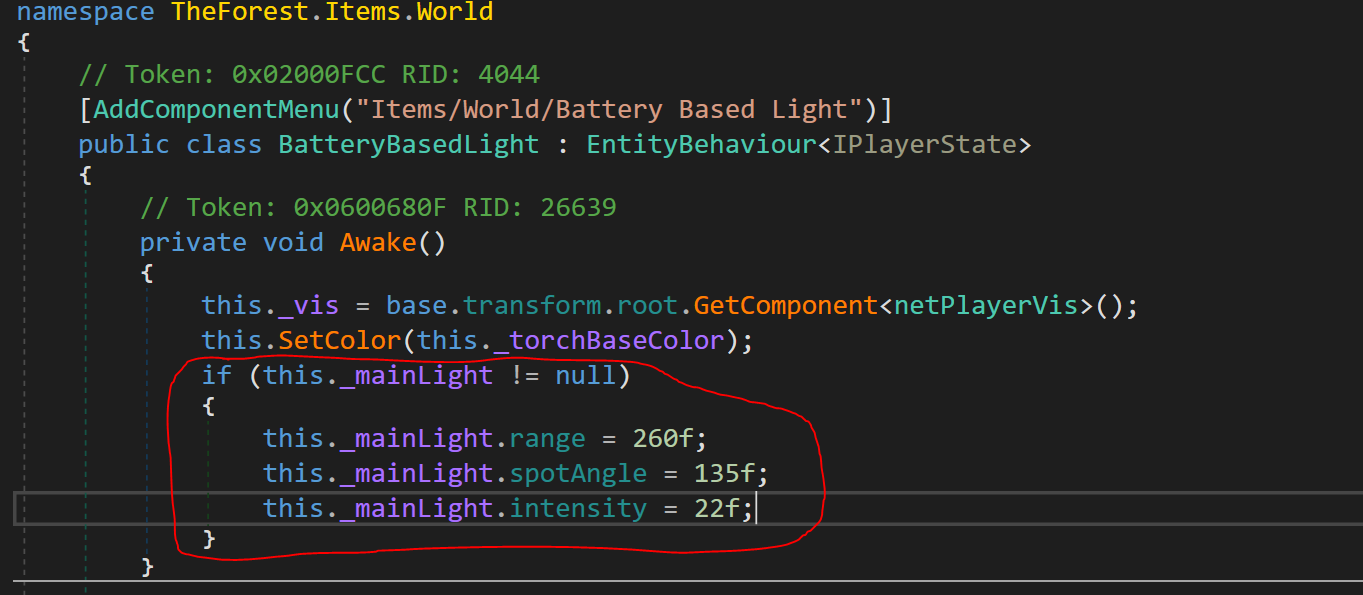 namespace TheForest.Items.World
{
// Token: 0x02000FCC RID: 4044
[AddComponentMenu("Items/World/Battery Based Light")]
public class BatteryBasedLight : EntityBehaviour<IPlayerState>
{
// Token: 0x0600680F RID: 26639
private void Awake()
{
this._vis = base.transform.root.GetComponent<netPlayerVis>();
this.SetColor(this._torchBaseColor);
if (this._mainLight != null)
{
this._mainLight.range = 260f;
this._mainLight.spotAngle = 135f;
this._mainLight.intensity = 22f;
}
}